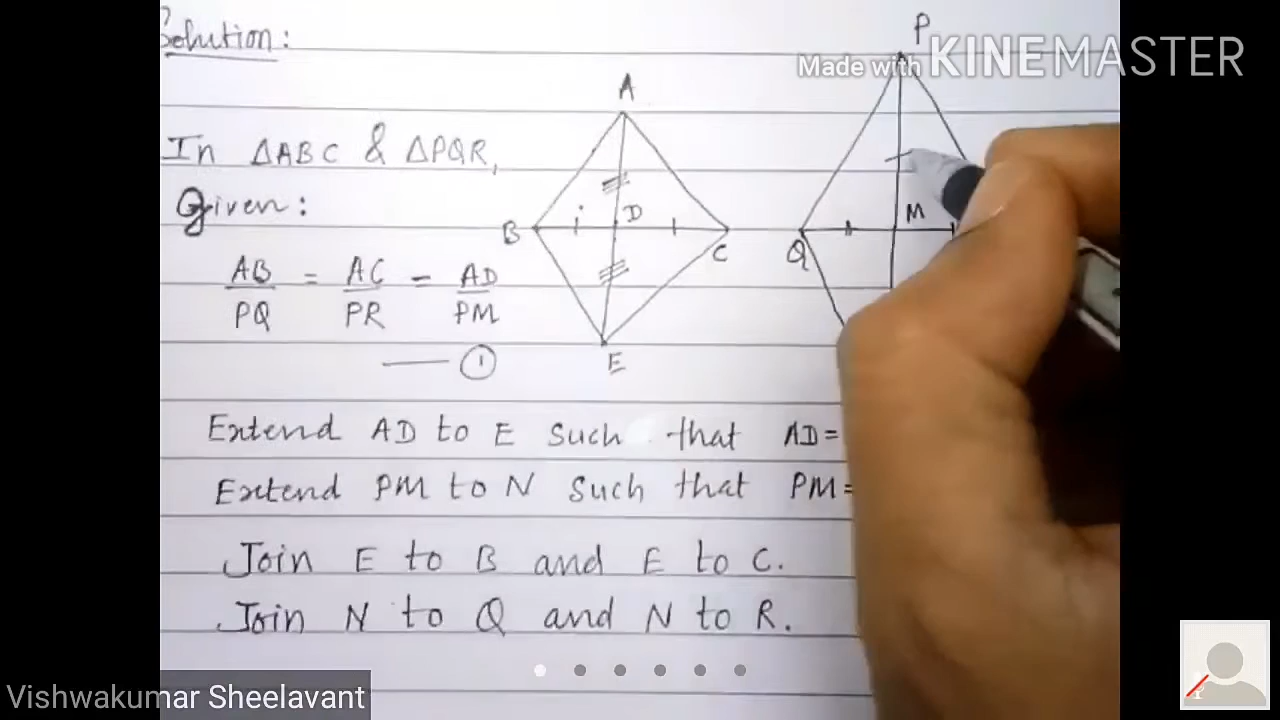 Solution:
P
Made with KINEMASTER
A
In ΔABC & ΔPQR,
Given:
D
M
B
C
Q
AB/PQ = AC/PR = AD/PM
①
E
Extend AD to E such that AD=
Extend PM to N such that PM=
Join E to B and E to C.
Join N to Q and N to R.
Vishwakumar Sheelavant